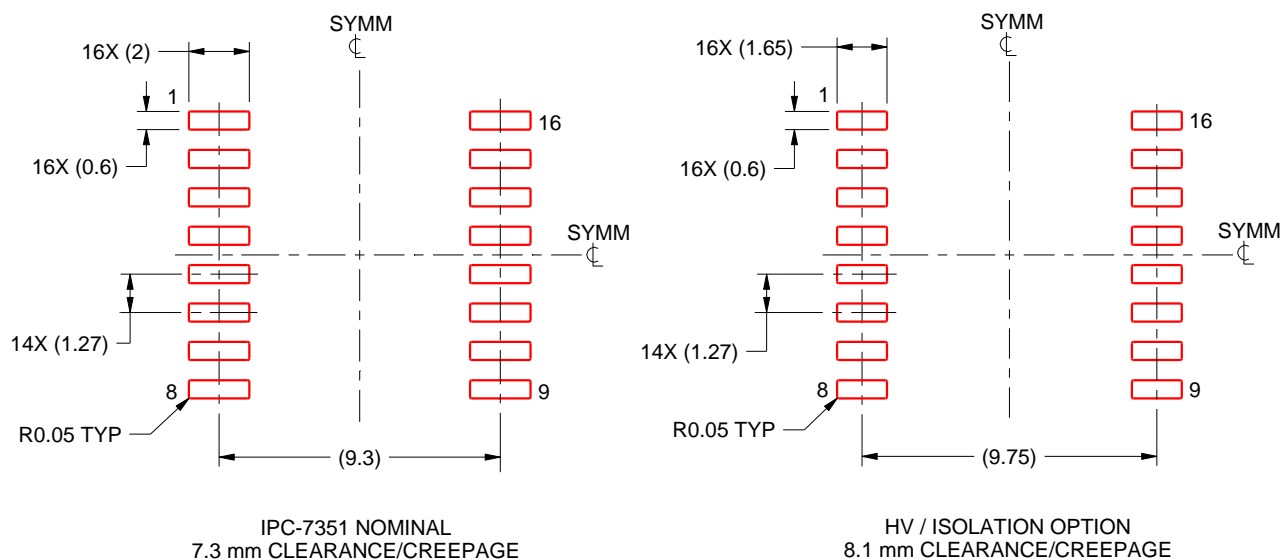 SYMM
℄
16X (2)
1
16
16X (0.6)
SYMM
℄
14X (1.27)
8
9
R0.05 TYP
(9.3)
IPC-7351 NOMINAL
7.3 mm CLEARANCE/CREEPAGE
SYMM
℄
16X (1.65)
1
16
16X (0.6)
SYMM
℄
14X (1.27)
8
9
R0.05 TYP
(9.75)
HV / ISOLATION OPTION
8.1 mm CLEARANCE/CREEPAGE